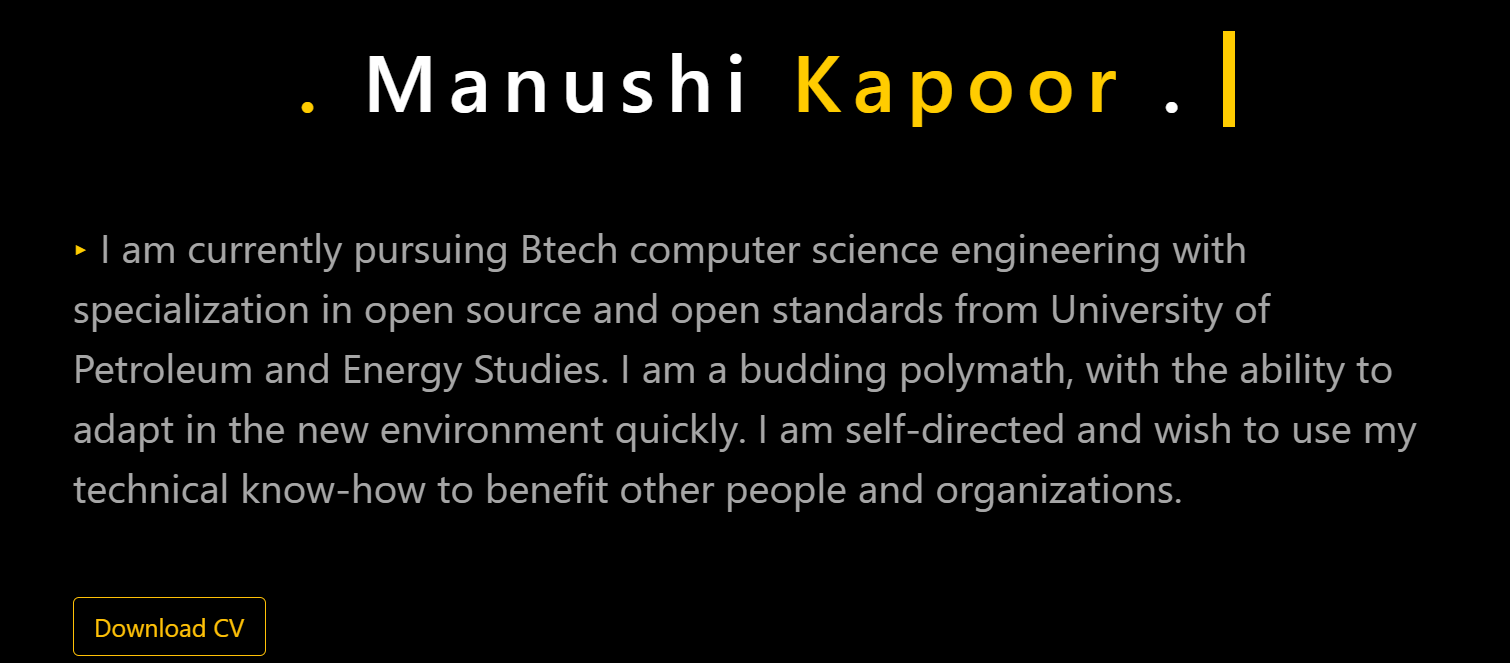 . Manushi Kapoor .
‣ I am currently pursuing Btech computer science engineering with
specialization in open source and open standards from University of
Petroleum and Energy Studies. I am a budding polymath, with the ability to
adapt in the new environment quickly. I am self-directed and wish to use my
technical know-how to benefit other people and organizations.
Download CV